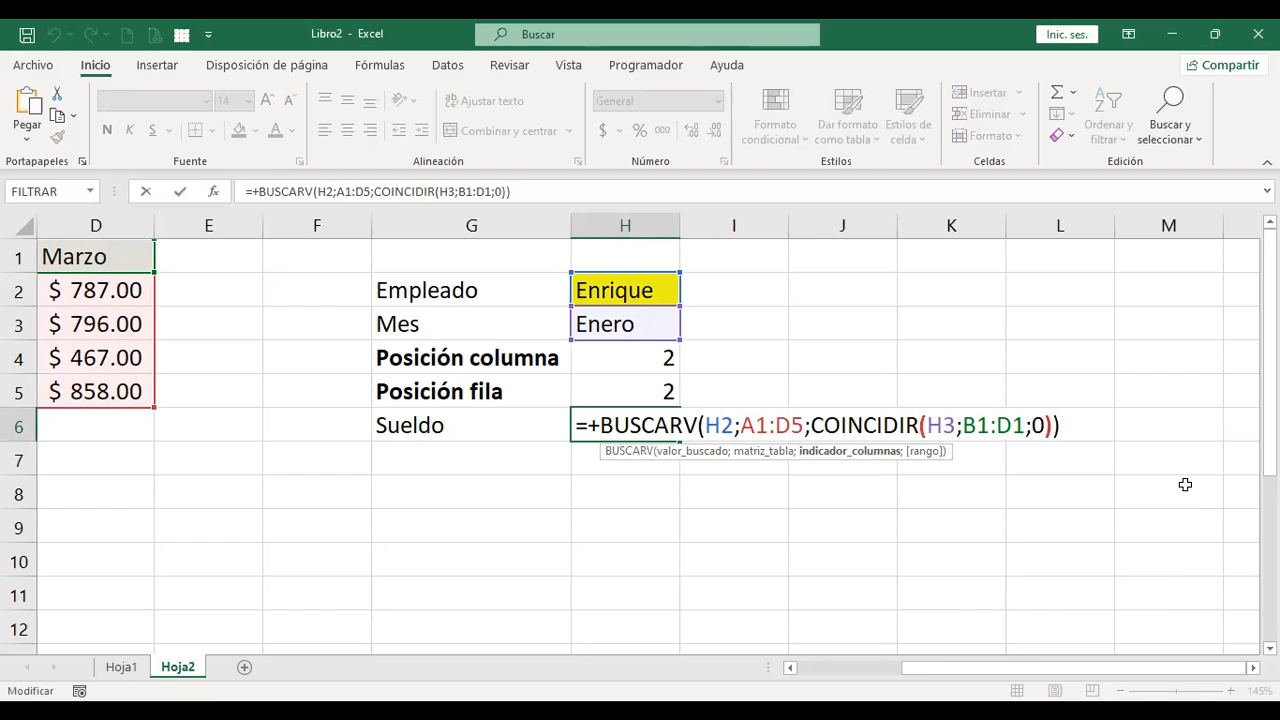 Libro2 - Excel
Buscar
Inic. ses.
Archivo Inicio Insertar Disposición de página Fórmulas Datos Revisar Vista Programador Ayuda Compartir
Pegar
14
Ajustar texto
General
Combinar y centrar
Formato condicional
Dar formato como tabla
Estilos de celda
Insertar
Eliminar
Formato
Ordenar y filtrar
Buscar y seleccionar
Portapapeles Fuente Alineación Número Estilos Celdas Edición
FILTRAR =+BUSCARV(H2;A1:D5;COINCIDIR(H3;B1:D1;0))
D E F G H I J K L M
1 Marzo
2 $ 787.00 Empleado Enrique
3 $ 796.00 Mes Enero
4 $ 467.00 Posición columna 2
5 $ 858.00 Posición fila 2
6 Sueldo =+BUSCARV(H2;A1:D5;COINCIDIR(H3;B1:D1;0))
BUSCARV(valor_buscado; matriz_tabla; indicador_columnas; [rango])
7
8
9
10
11
12
Hoja1 Hoja2
Modificar 145%